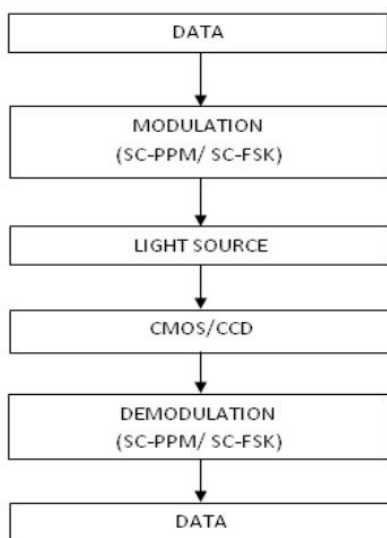 DATA
MODULATION
(SC-PPM/ SC-FSK)
LIGHT SOURCE
CMOS/CCD
DEMODULATION
(SC-PPM/ SC-FSK)
DATA